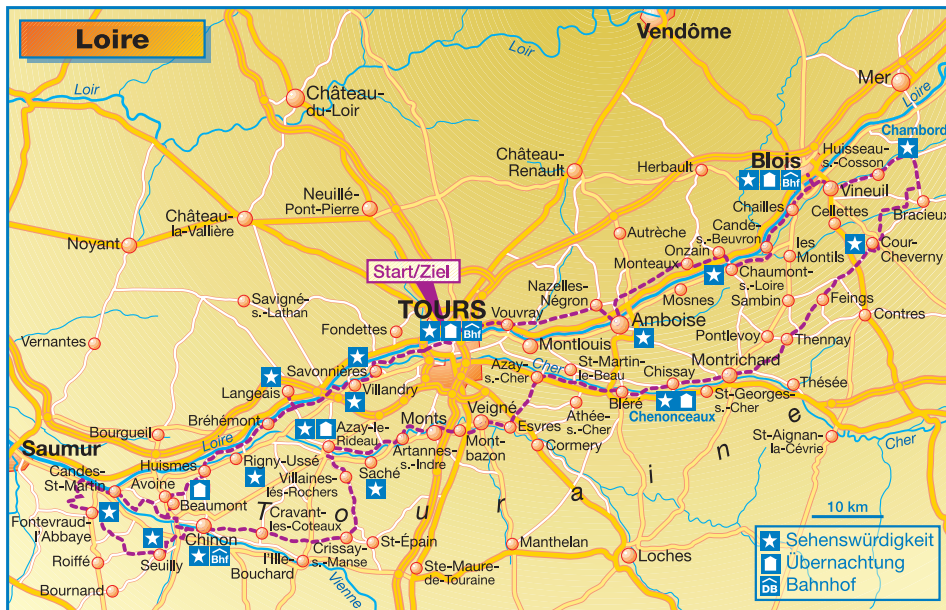 Loire
Vendôme
Mer
Loir
Loir
Château-
du-Loir
Loire
Chambord
Château-
Renault
Herbault
Blois
Bhf
Huisseau-
s.-Cosson
Vineuil
Neuillé-
Pont-Pierre
Château-
la-Vallière
Noyant
Chailles
Cellettes
Bracieux
Autrèche
Candé-
s.-Beuvron
Onzain
les
Montils
Cour-
Cheverny
Monteaux
Start/Ziel
TOURS
Bhf
Chaumont-
s.-Loire
Nazelles-
Négron
Mosnes
Sambin
Feings
Savigné-
s.-Lathan
Fondettes
Vouvray
Amboise
Contres
Vernantes
Montlouis
Pontlevoy
Thennay
Savonnières
Azay-
s.-Cher
Cher
St-Martin-
le-Beau
Chissay
Montrichard
Langeais
Villandry
Bléré
Chenonceaux
St-Georges-
s.-Cher
Thésée
Bréhémont
Azay-le-
Rideau
Monts
Veigné
Athée-
s.-Cher
Bourgueil
Loire
Artannes-
s.-Indre
Mont-
bazon
Esvres
Cormery
St-Aignan-
la-Cévrie
Cher
Saumur
Candes-
St-Martin
Huismes
Rigny-Ussé
Saché
Avoine
Villaines-
les-Rochers
Beaumont
Touraine
Fontevraud-
l'Abbaye
Chinon
Bhf
Cravant-
les-Coteaux
Roiffé
Seuilly
l'Ille-
Bouchard
Crissay-
s.-Manse
St-Épain
Manthelan
Loches
Bournand
Vienne
Ste-Maure-
de-Touraine
10 km
Sehenswürdigkeit
Übernachtung
DB Bahnhof